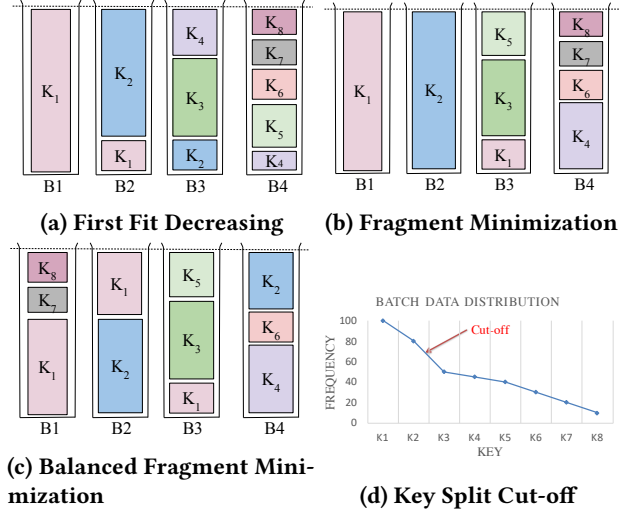 K1
K2
K1
K4
K3
K2
K8
K7
K6
K5
K4
B1 B2 B3 B4
(a) First Fit Decreasing
K1
K2
K5
K3
K1
K8
K7
K6
K4
B1 B2 B3 B4
(b) Fragment Minimization
K8
K7
K1
K1
K2
K5
K3
K1
K2
K6
K4
B1 B2 B3 B4
(c) Balanced Fragment Mini-
mization
BATCH DATA DISTRIBUTION
FREQUENCY
100
80
60
40
20
0
Cut-off
K1 K2 K3 K4 K5 K6 K7 K8
KEY
(d) Key Split Cut-off